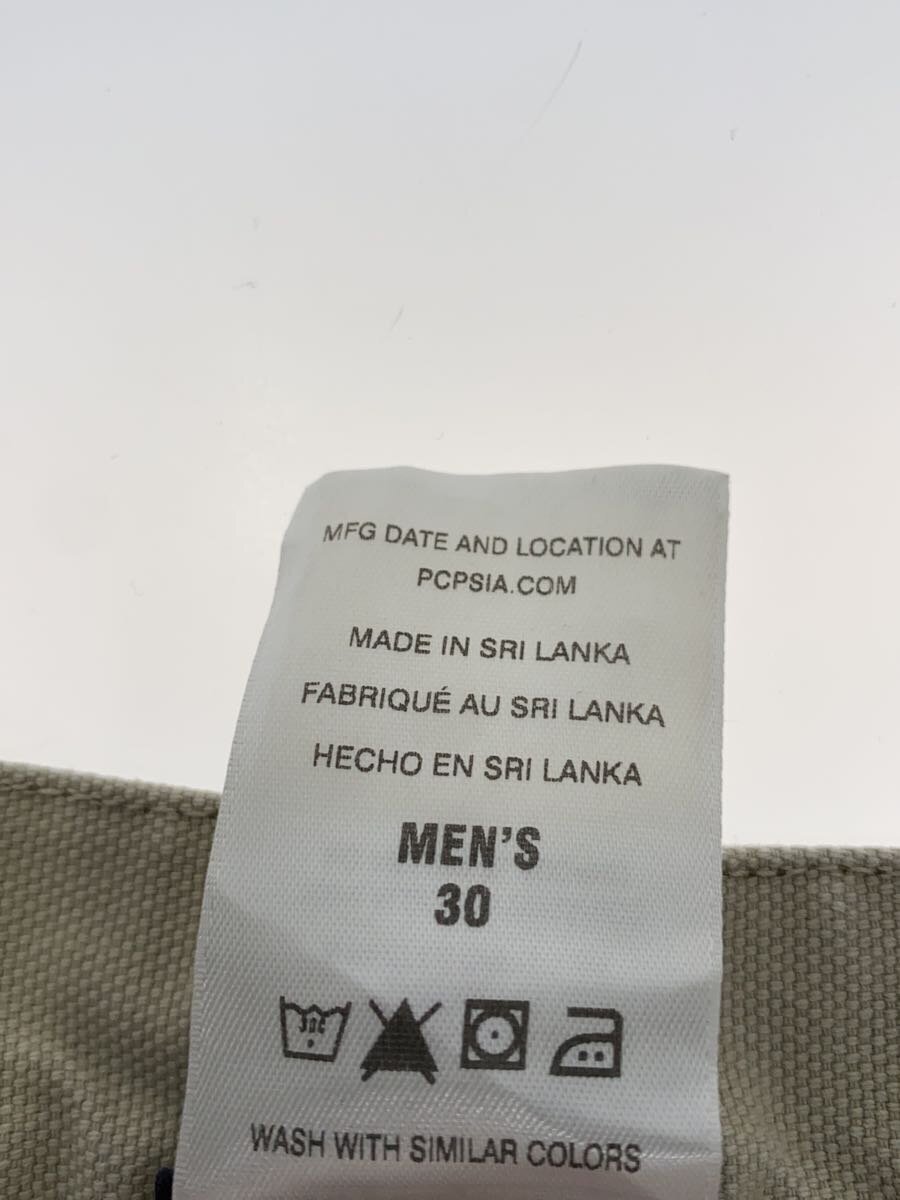 MFG DATE AND LOCATION AT
PCPSIA.COM
MADE IN SRI LANKA
FABRIQUÉ AU SRI LANKA
HECHO EN SRI LANKA
MEN'S
30
30C
WASH WITH SIMILAR COLORS